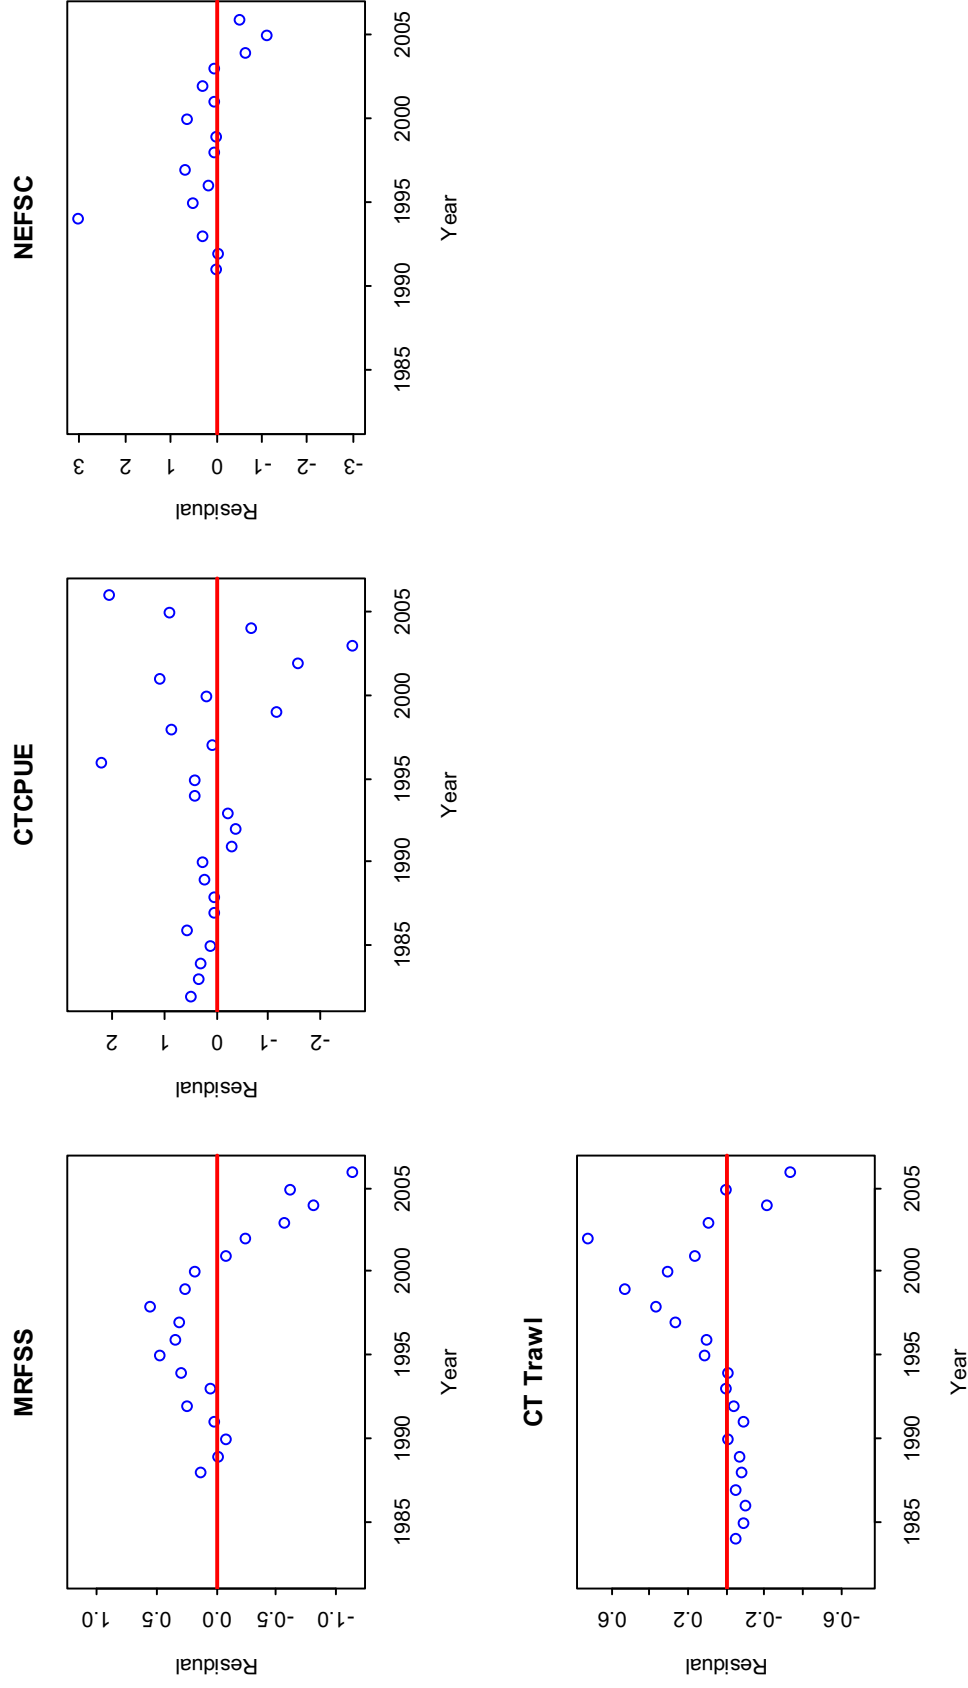 MRFSS
Residual
-1.0 -0.5 0.0 0.5 1.0
1985 1990 1995 2000 2005
Year
CTCPUE
Residual
-2 -1 0 1 2
1985 1990 1995 2000 2005
Year
NEFSC
Residual
-3 -2 -1 0 1 2 3
1985 1990 1995 2000 2005
Year
CT Trawl
Residual
-0.6 -0.2 0.2 0.6
1985 1990 1995 2000 2005
Year